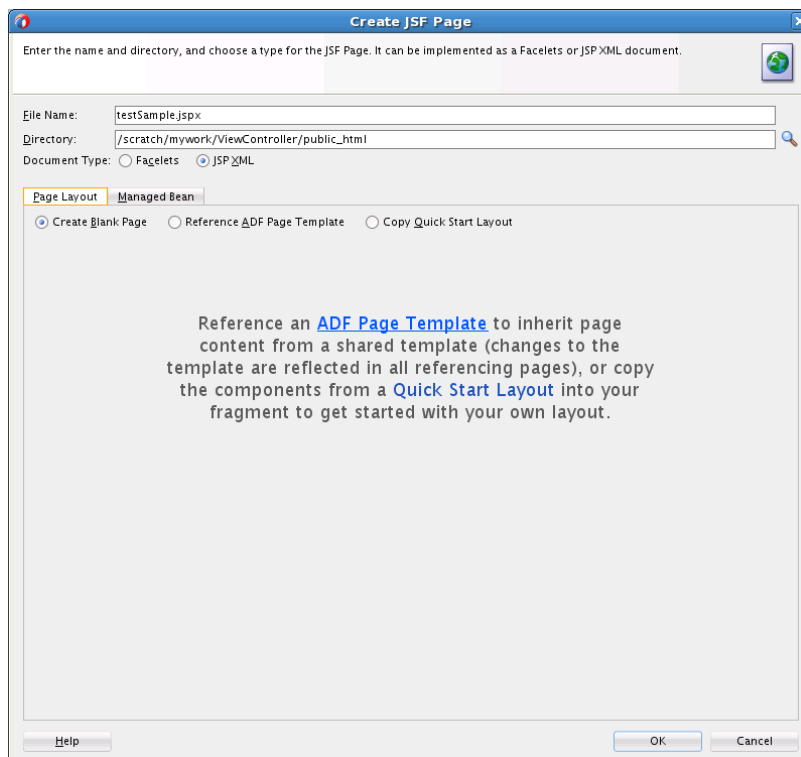 Create JSF Page
Enter the name and directory, and choose a type for the JSF Page. It can be implemented as a Facelets or JSP XML document.
File Name: testSample.jspx
Directory: /scratch/mywork/ViewController/public_html
Document Type: Facelets JSP XML
Page Layout Managed Bean
Create Blank Page Reference ADF Page Template Copy Quick Start Layout
Reference an ADF Page Template to inherit page
content from a shared template (changes to the
template are reflected in all referencing pages), or copy
the components from a Quick Start Layout into your
fragment to get started with your own layout.
Help OK Cancel